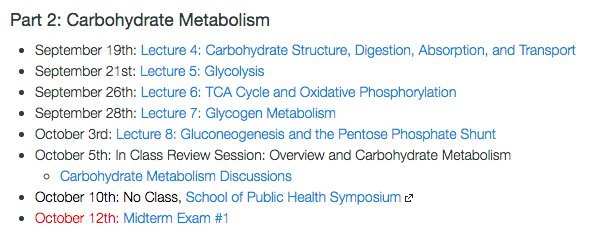 Part 2: Carbohydrate Metabolism
September 19th: Lecture 4: Carbohydrate Structure, Digestion, Absorption, and Transport
September 21st: Lecture 5: Glycolysis
September 26th: Lecture 6: TCA Cycle and Oxidative Phosphorylation
September 28th: Lecture 7: Glycogen Metabolism
October 3rd: Lecture 8: Gluconeogenesis and the Pentose Phosphate Shunt
October 5th: In Class Review Session: Overview and Carbohydrate Metabolism
Carbohydrate Metabolism Discussions
October 10th: No Class, School of Public Health Symposium
October 12th: Midterm Exam #1